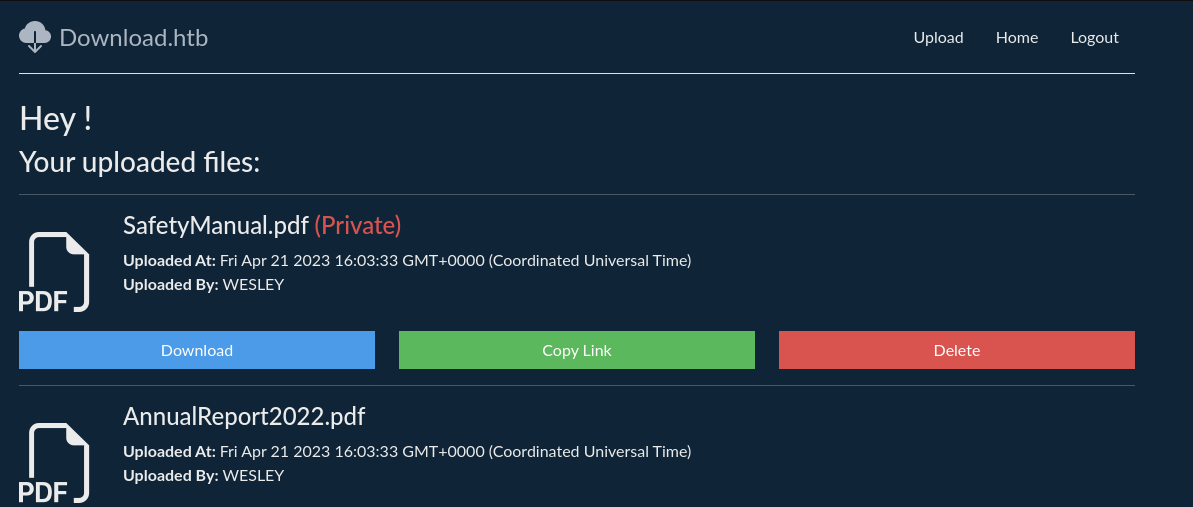 Download.htb
Upload Home Logout
Hey !
Your uploaded files:
SafetyManual.pdf (Private)
Uploaded At: Fri Apr 21 2023 16:03:33 GMT+0000 (Coordinated Universal Time)
Uploaded By: WESLEY
PDF
Download Copy Link Delete
AnnualReport2022.pdf
Uploaded At: Fri Apr 21 2023 16:03:33 GMT+0000 (Coordinated Universal Time)
Uploaded By: WESLEY
PDF